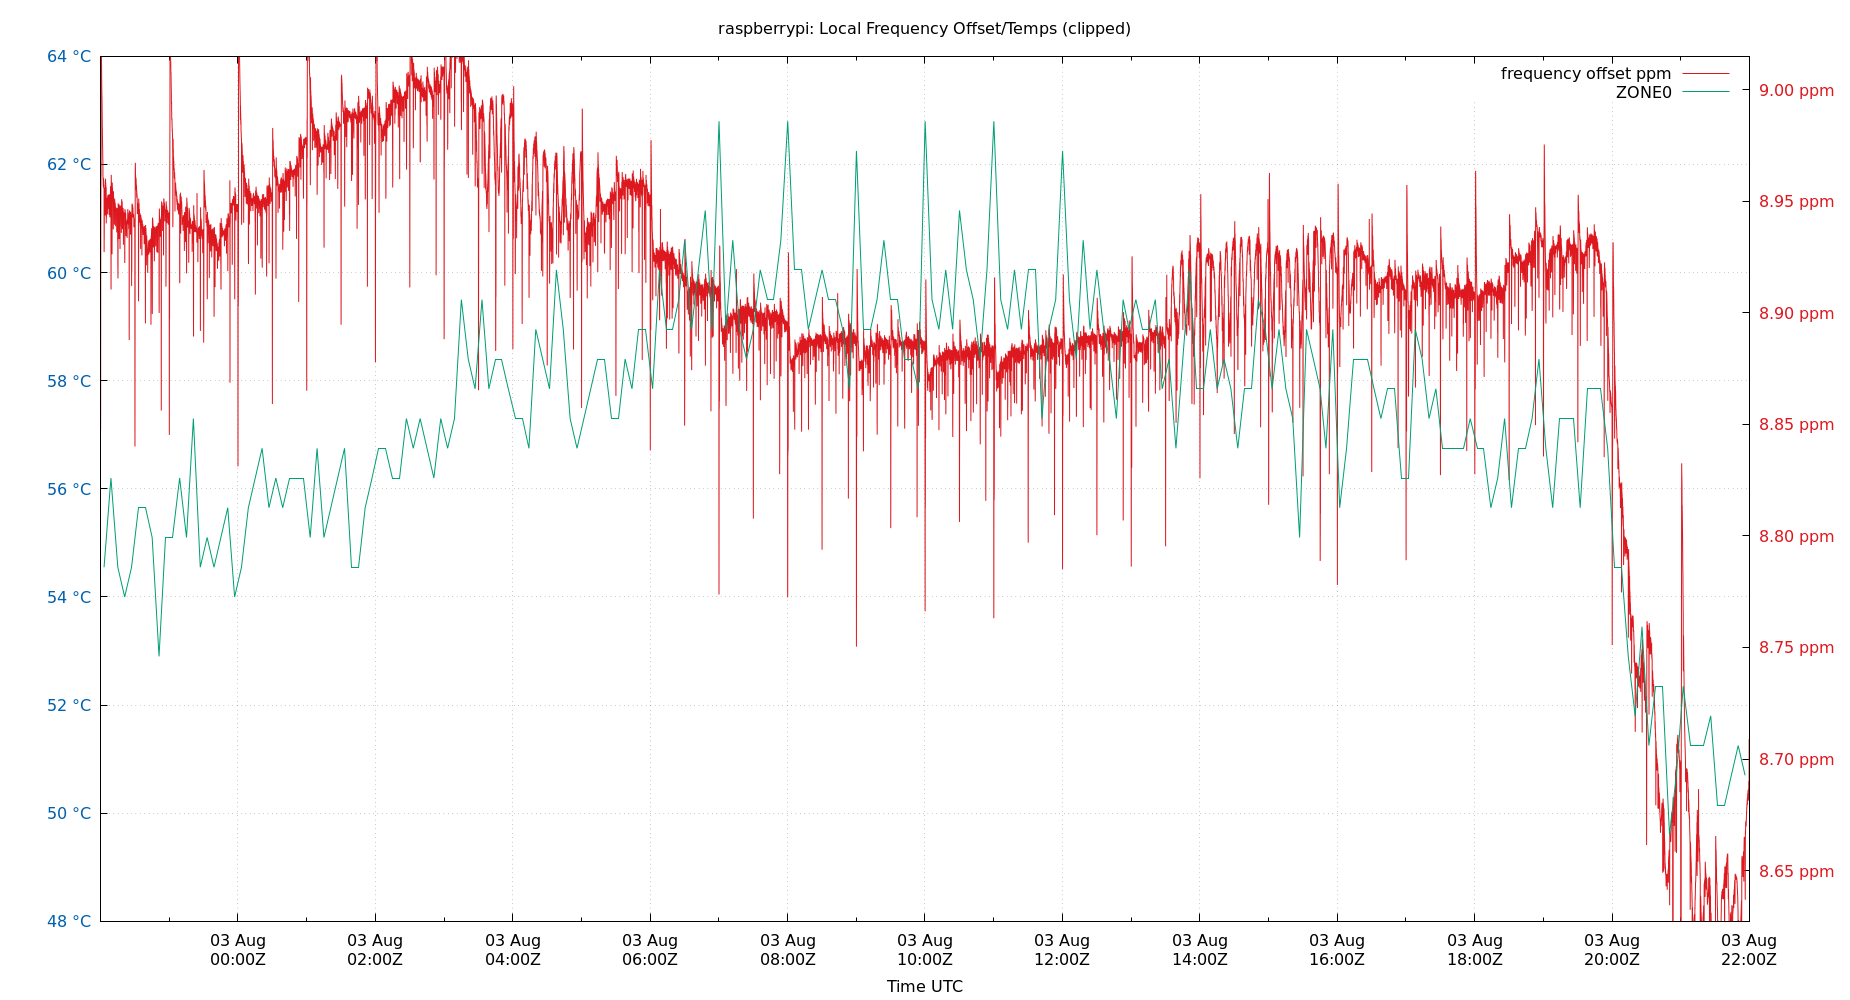 raspberrypi: Local Frequency Offset/Temps (clipped)
64 °C
62 °C
60 °C
58 °C
56 °C
54 °C
52 °C
50 °C
48 °C
frequency offset ppm
ZONE0
9.00 ppm
8.95 ppm
8.90 ppm
8.85 ppm
8.80 ppm
8.75 ppm
8.70 ppm
8.65 ppm
03 Aug 03 Aug 03 Aug 03 Aug 03 Aug 03 Aug 03 Aug 03 Aug 03 Aug 03 Aug 03 Aug 03 Aug
00:00Z 02:00Z 04:00Z 06:00Z 08:00Z 10:00Z 12:00Z 14:00Z 16:00Z 18:00Z 20:00Z 22:00Z
Time UTC